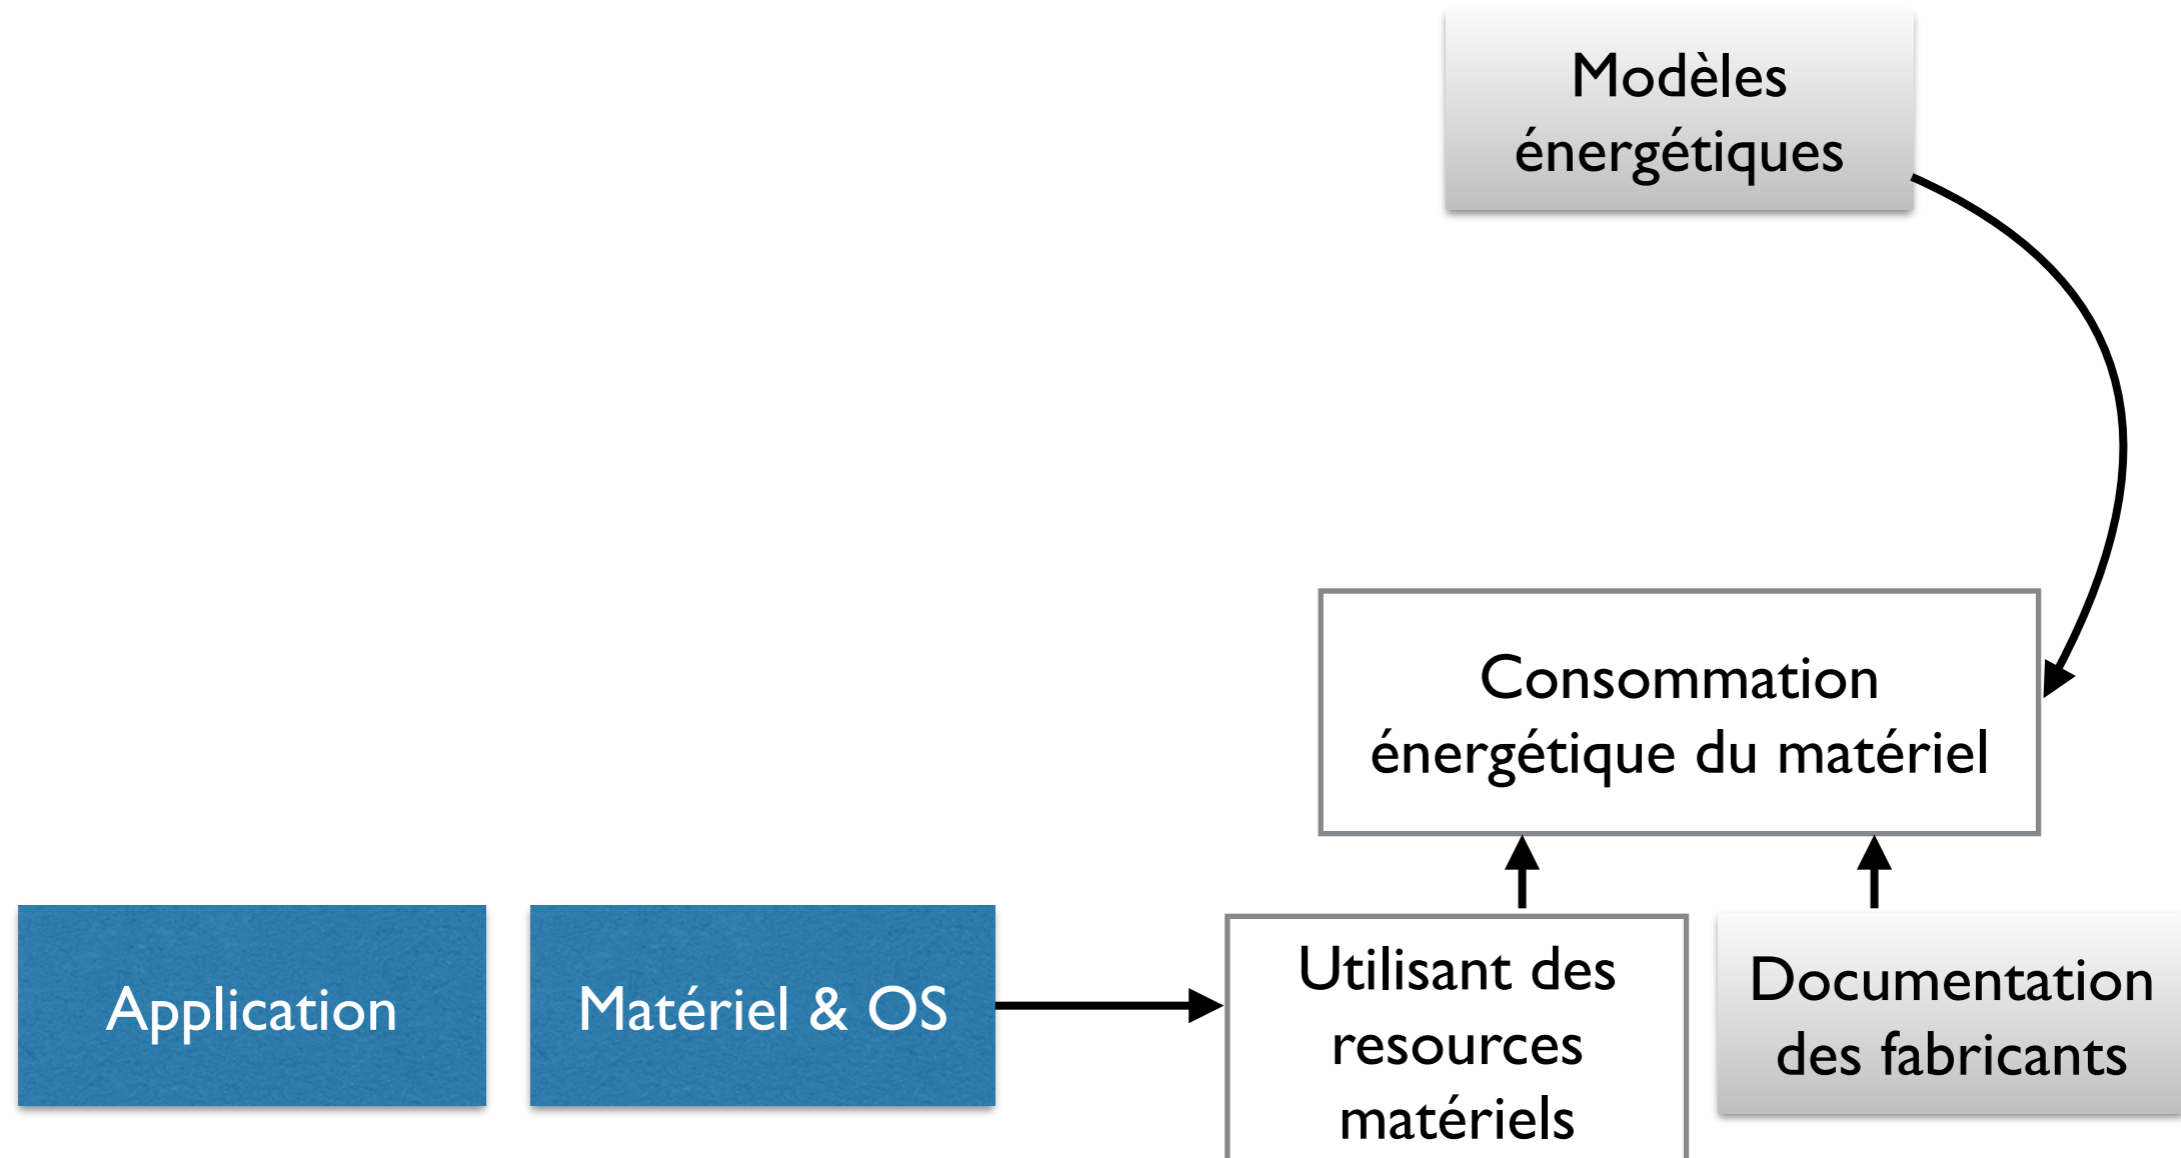 Modèles
énergétiques
Consommation
énergétique du matériel
Application
Matériel & OS
Utilisant des
resources
matériels
Documentation
des fabricants